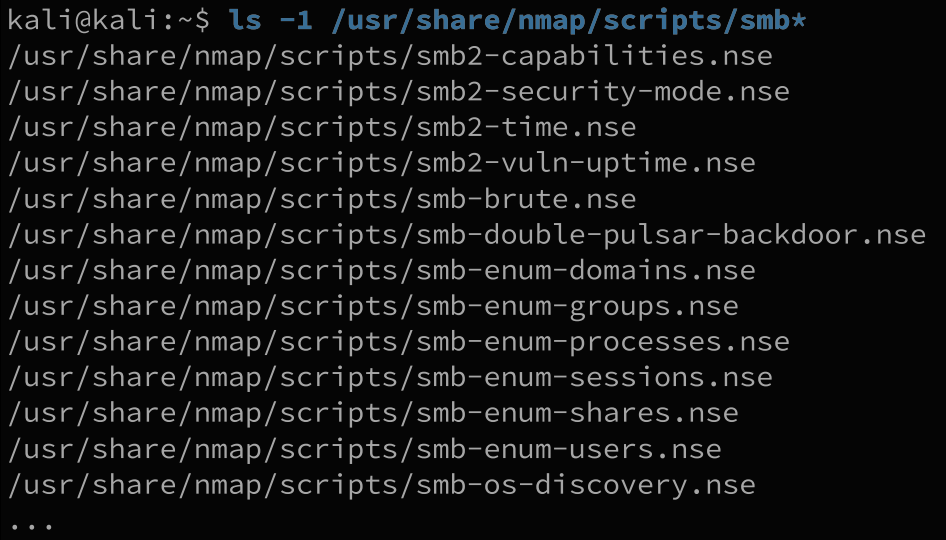 kali@kali:~$ ls -1 /usr/share/nmap/scripts/smb*
/usr/share/nmap/scripts/smb2-capabilities.nse
/usr/share/nmap/scripts/smb2-security-mode.nse
/usr/share/nmap/scripts/smb2-time.nse
/usr/share/nmap/scripts/smb2-vuln-uptime.nse
/usr/share/nmap/scripts/smb-brute.nse
/usr/share/nmap/scripts/smb-double-pulsar-backdoor.nse
/usr/share/nmap/scripts/smb-enum-domains.nse
/usr/share/nmap/scripts/smb-enum-groups.nse
/usr/share/nmap/scripts/smb-enum-processes.nse
/usr/share/nmap/scripts/smb-enum-sessions.nse
/usr/share/nmap/scripts/smb-enum-shares.nse
/usr/share/nmap/scripts/smb-enum-users.nse
/usr/share/nmap/scripts/smb-os-discovery.nse
...